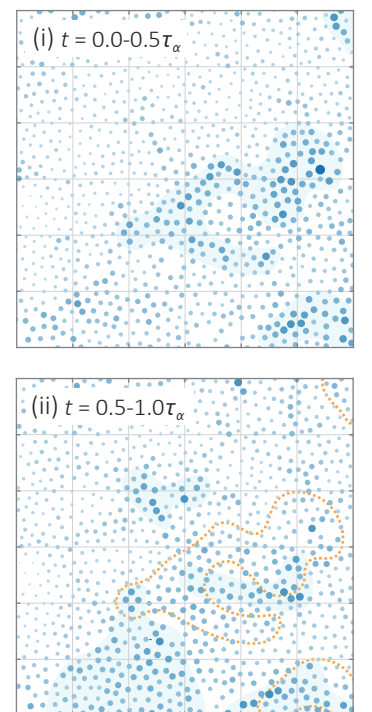 (i) t = 0.0-0.5τα
(ii) t = 0.5-1.0τα